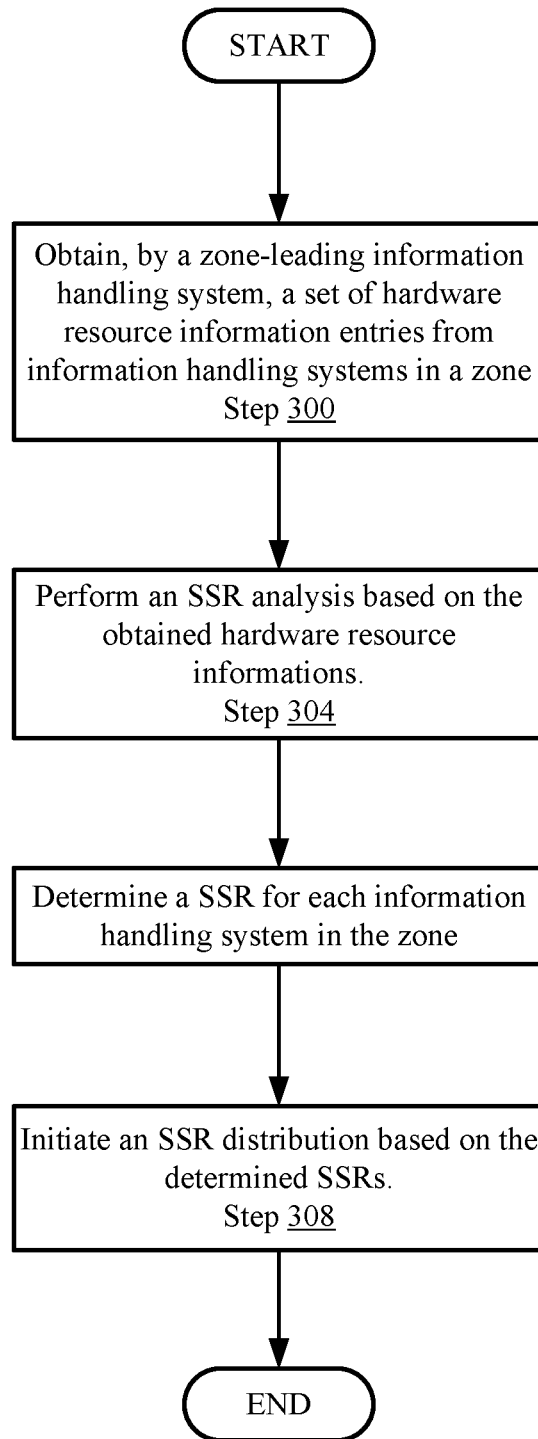 START
Obtain, by a zone-leading information
handling system, a set of hardware
resource information entries from
information handling systems in a zone
Step 300
Perform an SSR analysis based on the
obtained hardware resource
informations.
Step 304
Determine a SSR for each information
handling system in the zone
Initiate an SSR distribution based on the
determined SSRs.
Step 308
END